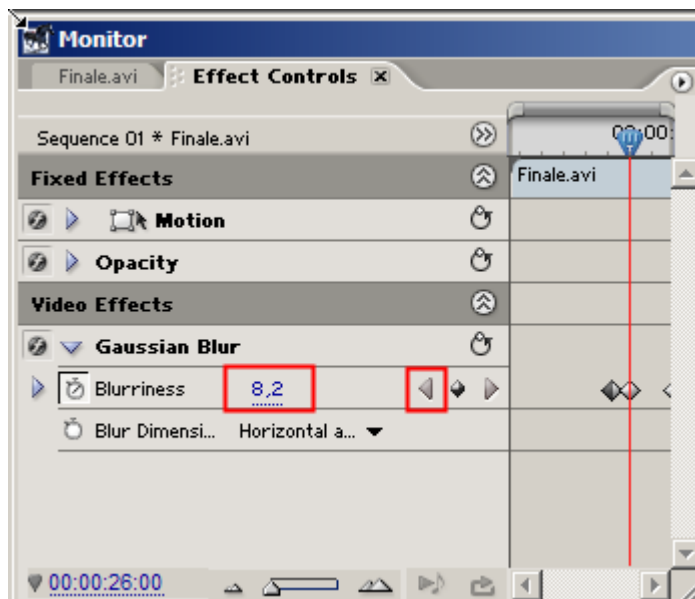 Monitor
Finale.avi Effect Controls
Sequence 01 * Finale.avi
Fixed Effects Finale.avi
Motion
Opacity
Video Effects
Gaussian Blur
Blurriness 8,2
Blur Dimensi... Horizontal a...
00:00:26:00